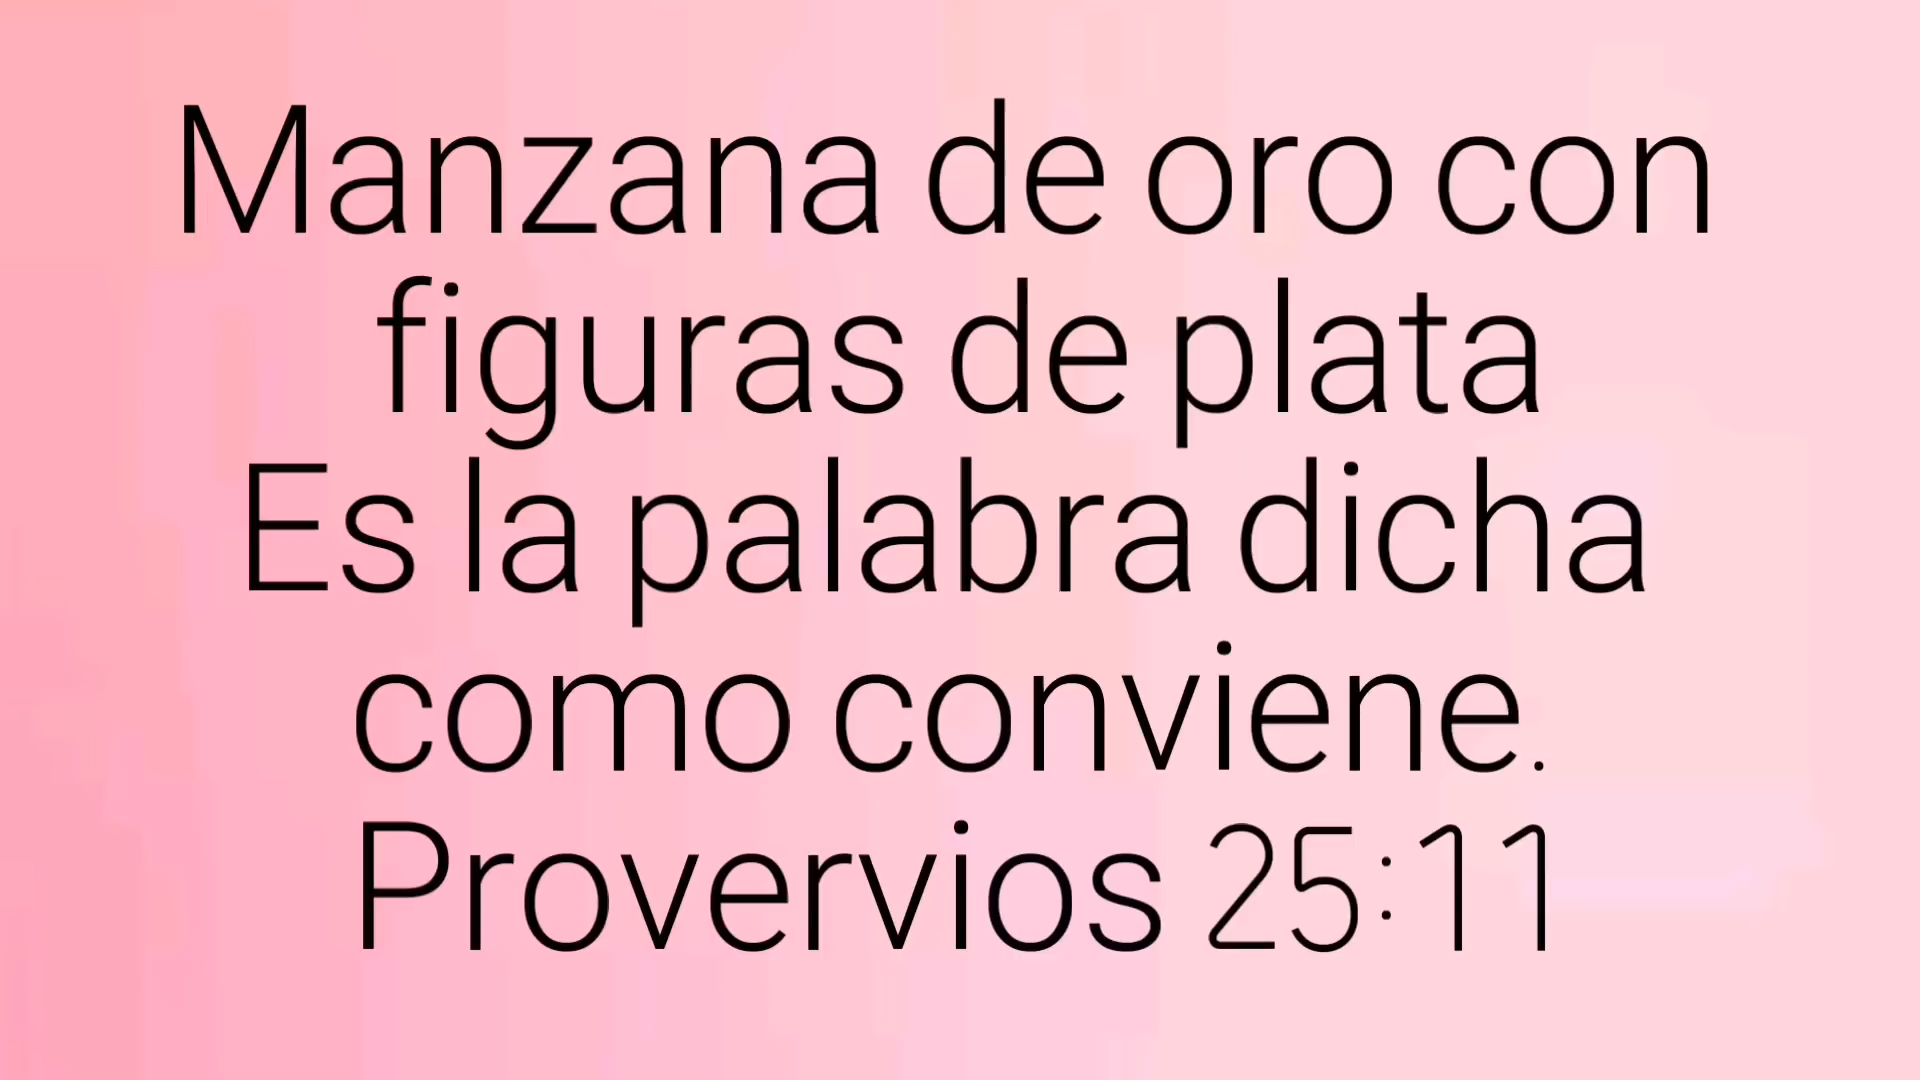 Manzana de oro con
figuras de plata
Es la palabra dicha
como conviene.
Provervios 25:11